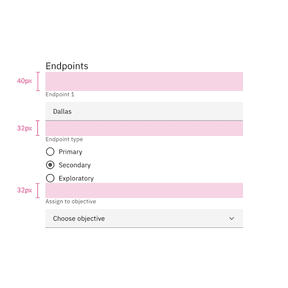 Endpoints
40px
Endpoint 1
Dallas
32px
Endpoint type
Primary
Secondary
Exploratory
32px
Assign to objective
Choose objective